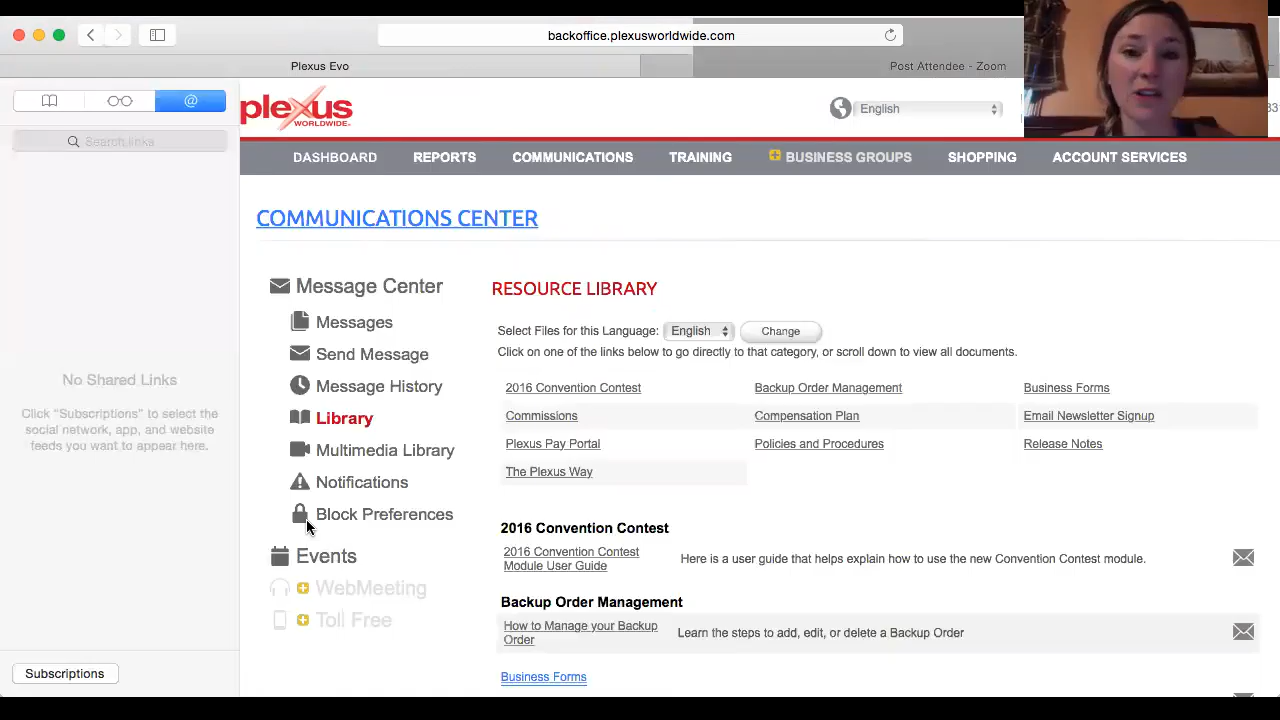 backoffice.plexusworldwide.com
Plexus Evo
Post Attendee - Zoom
@
Search links
No Shared Links
Click “Subscriptions” to select the
social network, app, and website
feeds you want to appear here.
Subscriptions
plexus
WORLDWIDE
English
33
DASHBOARD REPORTS COMMUNICATIONS TRAINING BUSINESS GROUPS SHOPPING ACCOUNT SERVICES
COMMUNICATIONS CENTER
Message Center
Messages
Send Message
Message History
Library
Multimedia Library
Notifications
Block Preferences
Events
WebMeeting
Toll Free
RESOURCE LIBRARY
Select Files for this Language: English Change
Click on one of the links below to go directly to that category, or scroll down to view all documents.
2016 Convention Contest Backup Order Management Business Forms
Commissions Compensation Plan Email Newsletter Signup
Plexus Pay Portal Policies and Procedures Release Notes
The Plexus Way
2016 Convention Contest
2016 Convention Contest
Module User Guide
Here is a user guide that helps explain how to use the new Convention Contest module.
Backup Order Management
How to Manage your Backup
Order
Learn the steps to add, edit, or delete a Backup Order
Business Forms